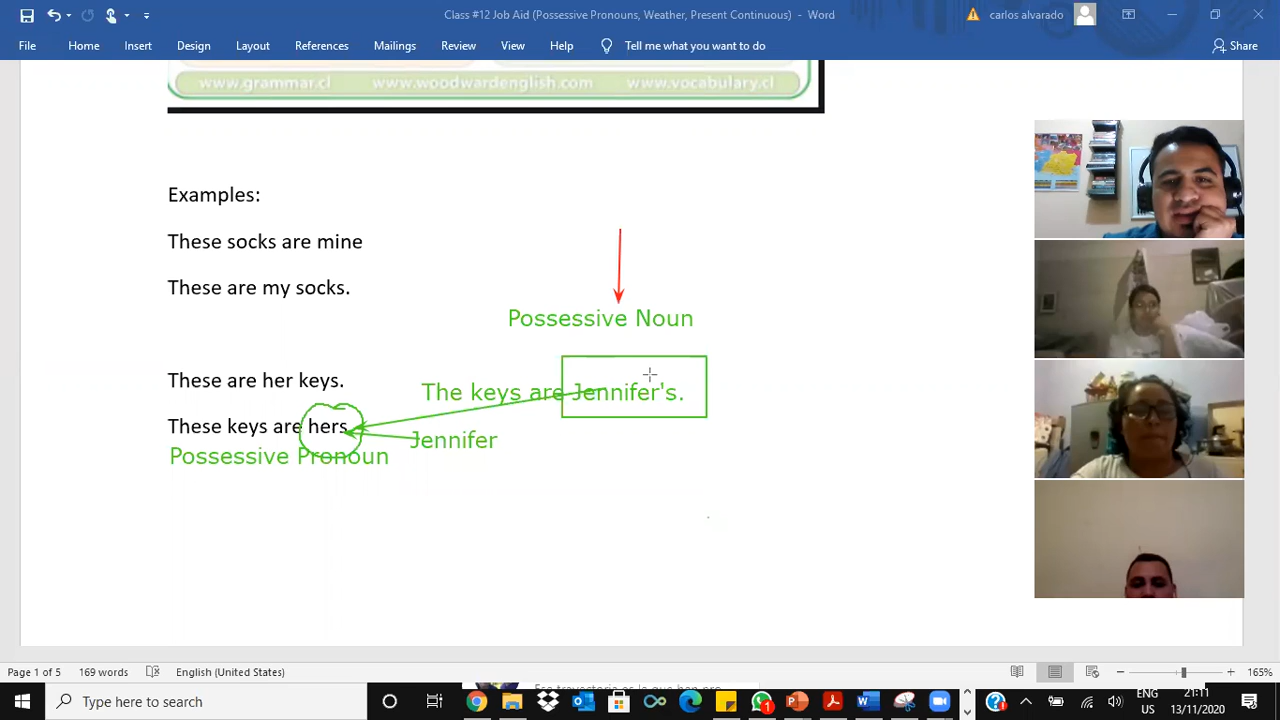 Class #12 Job Aid (Possessive Pronouns, Weather, Present Continuous) - Word
carlos alvarado
File Home Insert Design Layout References Mailings Review View Help Tell me what you want to do Share
www.grammar.cl www.woodwardenglish.com www.vocabulary.cl
Examples:
These socks are mine
These are my socks.
Possessive Noun
These are her keys.
The keys are Jennifer's.
These keys are hers.
Jennifer
Possessive Pronoun
Page 1 of 5 169 words English (United States) 165%
Type here to search
ENG
US
21:11
13/11/2020